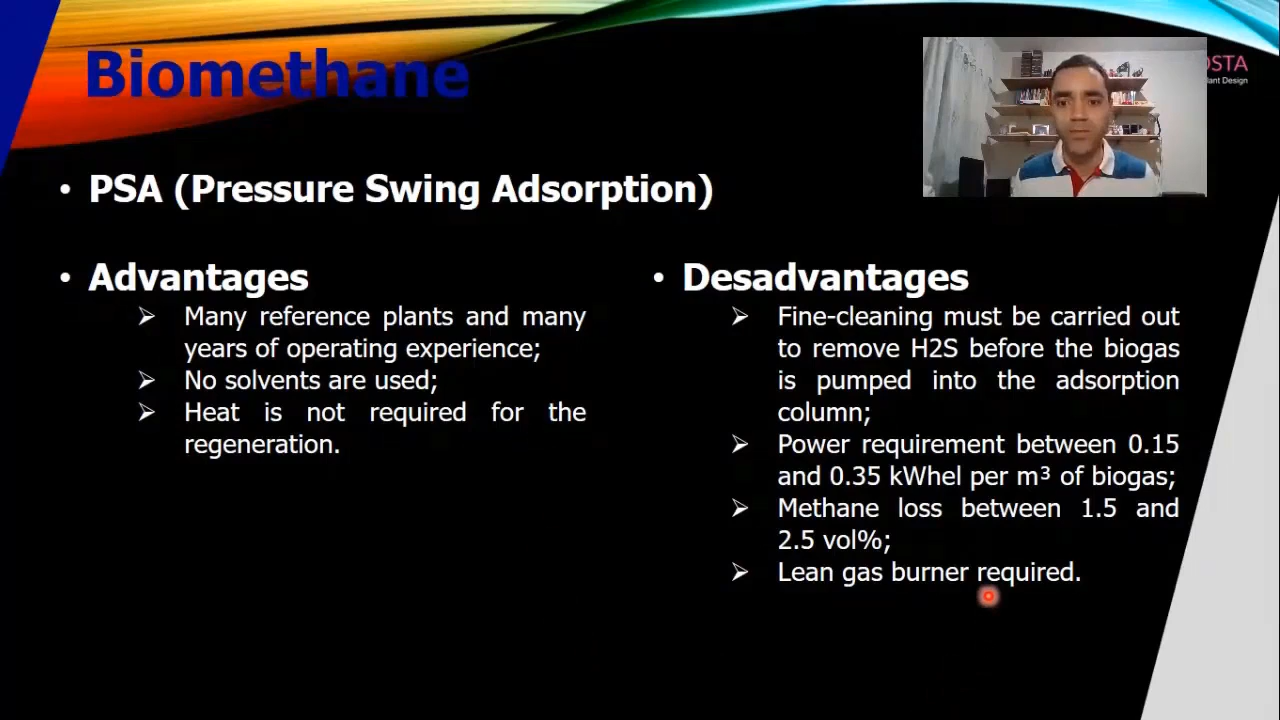 Biomethane
OSTA
lant Design
• PSA (Pressure Swing Adsorption)
• Advantages
➢ Many reference plants and many
years of operating experience;
➢ No solvents are used;
➢ Heat is not required for the
regeneration.
• Desadvantages
➢ Fine-cleaning must be carried out
to remove H2S before the biogas
is pumped into the adsorption
column;
➢ Power requirement between 0.15
and 0.35 kWhel per m³ of biogas;
➢ Methane loss between 1.5 and
2.5 vol%;
➢ Lean gas burner required.